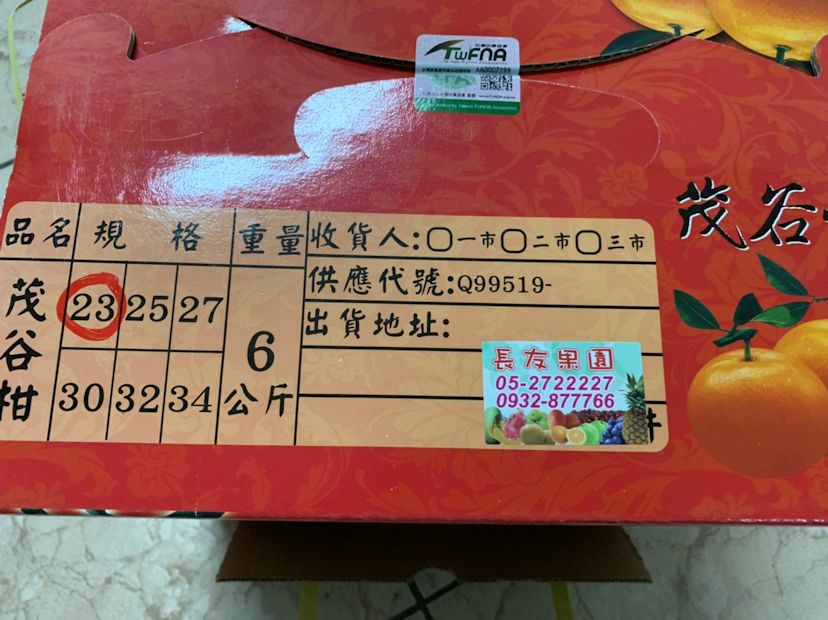 TWFNA
AA0007199
茂谷
品名 規 格 重量 收貨人:□一市□二市□三市
茂谷柑
23 25 27
30 32 34
6
公斤
供應代號:Q99519-
出貨地址:
長友果園
05-2722227
0932-877766
件